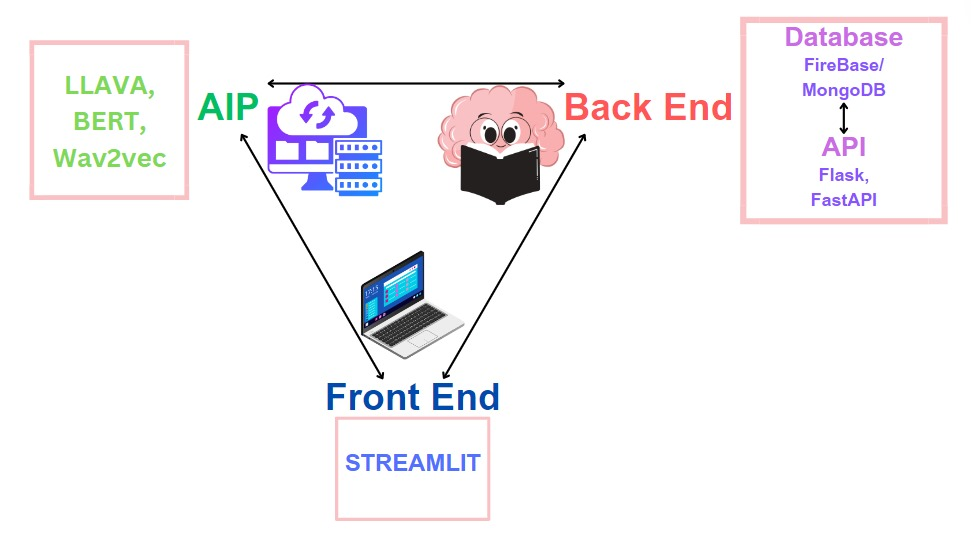 LLAVA,
BERT,
Wav2vec
AIP
Back End
Database
FireBase/
MongoDB
API
Flask,
FastAPI
Front End
STREAMLIT